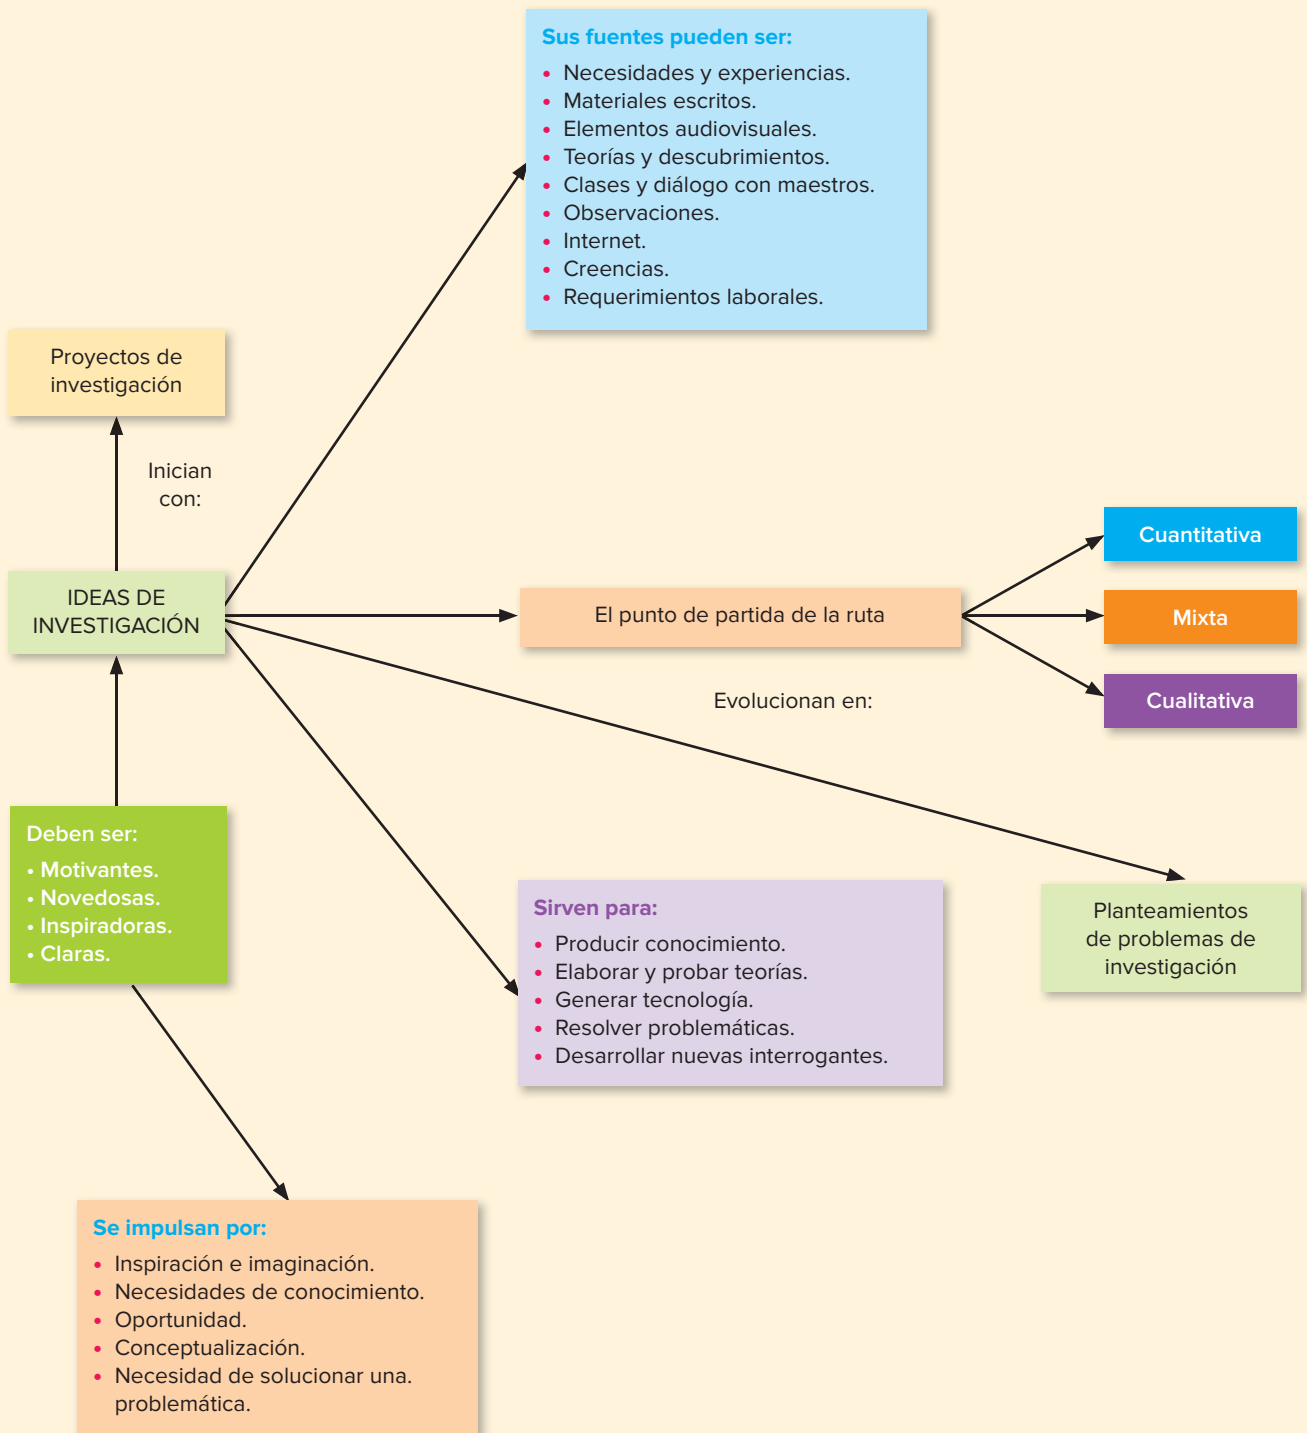 Sus fuentes pueden ser:
• Necesidades y experiencias.
• Materiales escritos.
• Elementos audiovisuales.
• Teorías y descubrimientos.
• Clases y diálogo con maestros.
• Observaciones.
• Internet.
• Creencias.
• Requerimientos laborales.
Proyectos de
investigación
Inician
con:
IDEAS DE
INVESTIGACIÓN
El punto de partida de la ruta
Cuantitativa
Mixta
Cualitativa
Evolucionan en:
Deben ser:
• Motivantes.
• Novedosas.
• Inspiradoras.
• Claras.
Sirven para:
• Producir conocimiento.
• Elaborar y probar teorías.
• Generar tecnología.
• Resolver problemáticas.
• Desarrollar nuevas interrogantes.
Planteamientos
de problemas de
investigación
Se impulsan por:
• Inspiración e imaginación.
• Necesidades de conocimiento.
• Oportunidad.
• Conceptualización.
• Necesidad de solucionar una.
problemática.